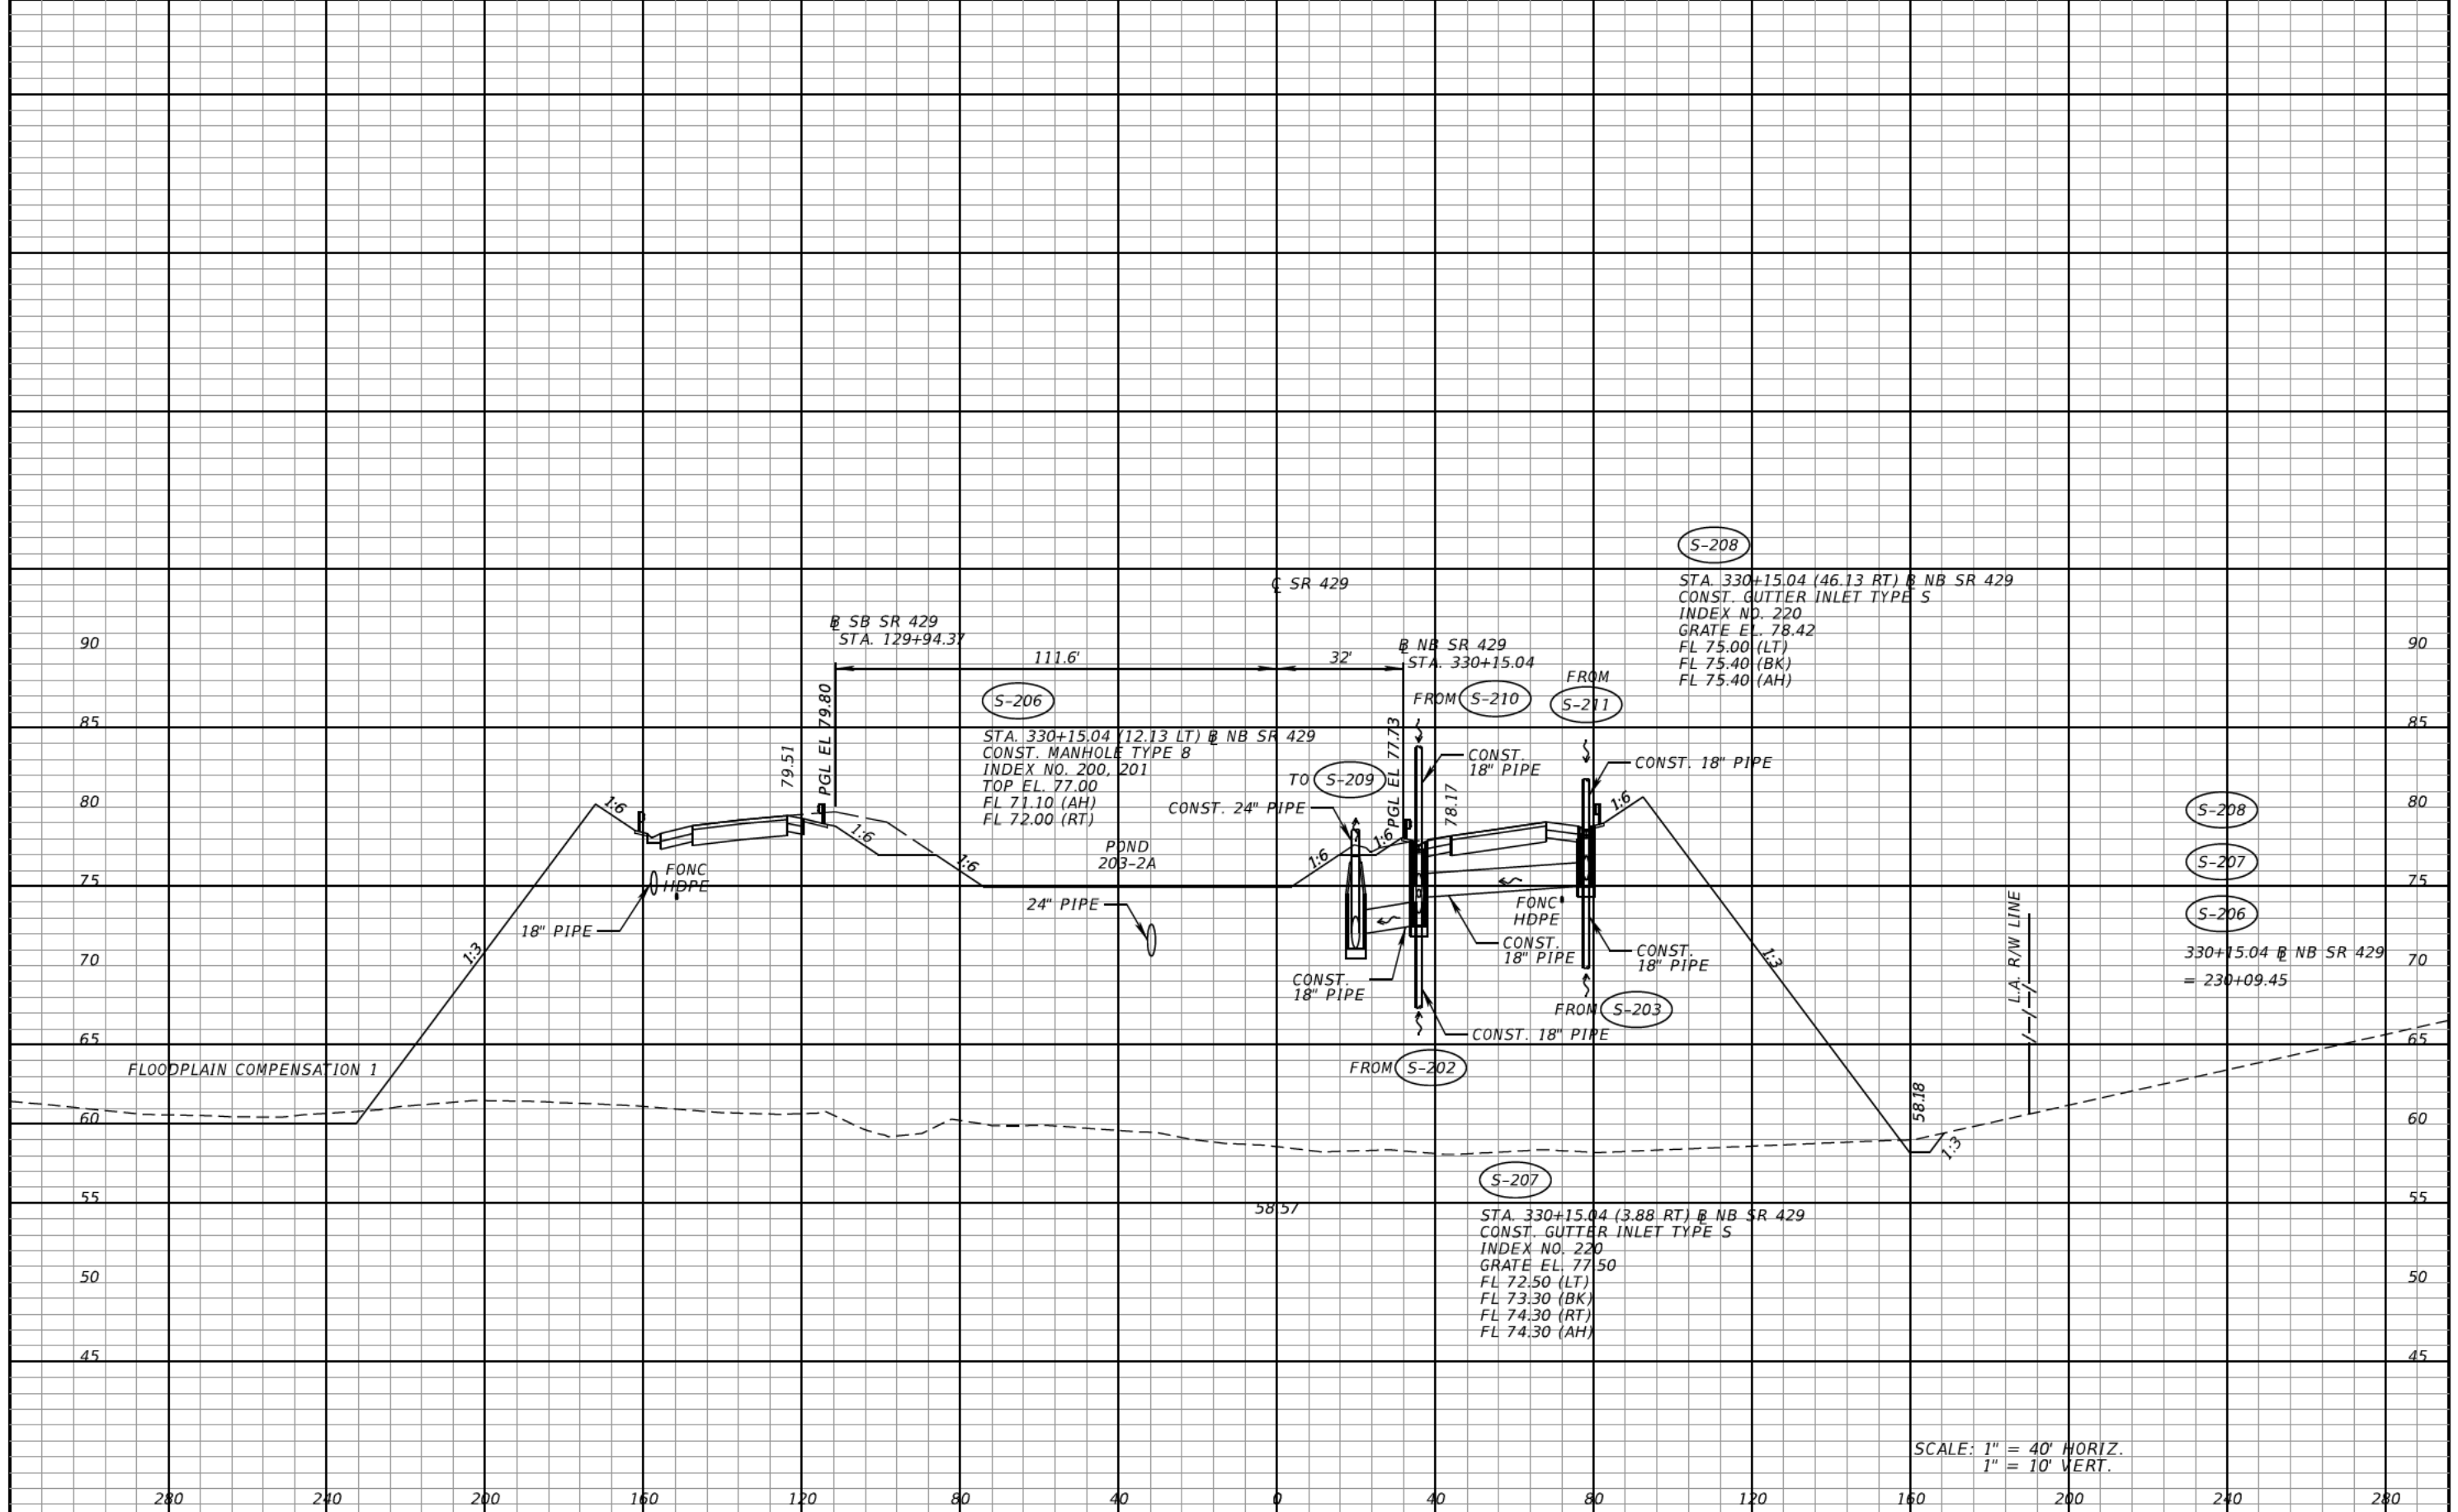 S-208
STA. 330+15.04 (46.13 RT) ℄ NB SR 429
CONST. GUTTER INLET TYPE S
INDEX NO. 220
GRATE EL. 78.42
FL 75.00 (LT)
FL 75.40 (BK)
FL 75.40 (AH)
℄ SR 429
B SB SR 429
STA. 129+94.37
B NB SR 429
STA. 330+15.04
111.6'
32'
90
90
FROM
S-211
FROM S-210
S-206
STA. 330+15.04 (12.13 LT) B NB SR 429
CONST. MANHOLE TYPE 8
INDEX NO. 200, 201
TOP EL. 77.00
FL 71.10 (AH)
FL 72.00 (RT)
85
85
79.51
PGL EL 79.80
PGL EL 77.73
78.17
CONST.
18" PIPE
CONST. 18" PIPE
TO S-209
CONST. 24" PIPE
80
80
1:6
1:6
1:6
1:6
1:6
1:6
S-208
S-207
S-206
330+15.04 B NB SR 429
= 230+09.45
POND
203-2A
FONC
HDPE
75
75
18" PIPE
24" PIPE
FONC
HDPE
CONST.
18" PIPE
CONST.
18" PIPE
CONST.
18" PIPE
1:3
1:3
70
70
L.A. R/W LINE
FROM S-203
CONST. 18" PIPE
65
65
FROM S-202
FLOODPLAIN COMPENSATION 1
60
60
58.18
1:3
S-207
55
55
58.57
STA. 330+15.04 (3.88 RT) B NB SR 429
CONST. GUTTER INLET TYPE S
INDEX NO. 220
GRATE EL. 77.50
FL 72.50 (LT)
FL 73.30 (BK)
FL 74.30 (RT)
FL 74.30 (AH)
50
50
45
45
SCALE: 1" = 40' HORIZ.
1" = 10' VERT.
280 240 200 160 120 80 40 0 40 80 120 160 200 240 280